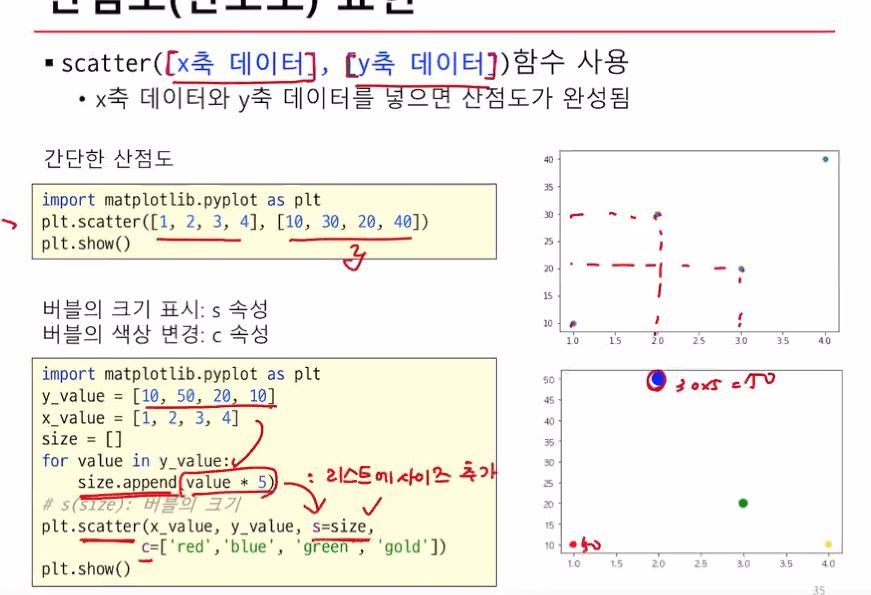 ▪ scatter([x축 데이터], [y축 데이터])함수 사용
• x축 데이터와 y축 데이터를 넣으면 산점도가 완성됨
간단한 산점도
import matplotlib.pyplot as plt
plt.scatter([1, 2, 3, 4], [10, 30, 20, 40])
plt.show()
40
35
30
25
20
15
10
1.0 1.5 2.0 2.5 3.0 3.5 4.0
버블의 크기 표시: s 속성
버블의 색상 변경: c 속성
import matplotlib.pyplot as plt
y_value = [10, 50, 20, 10]
x_value = [1, 2, 3, 4]
size = []
for value in y_value:
size.append(value * 5)
: 리스트에 사이즈 추가
# s(size): 버블의 크기
plt.scatter(x_value, y_value, s=size,
c=['red','blue', 'green', 'gold'])
plt.show()
50
45
40
35
30
25
20
15
10
1.0 1.5 2.0 2.5 3.0 3.5 4.0
35